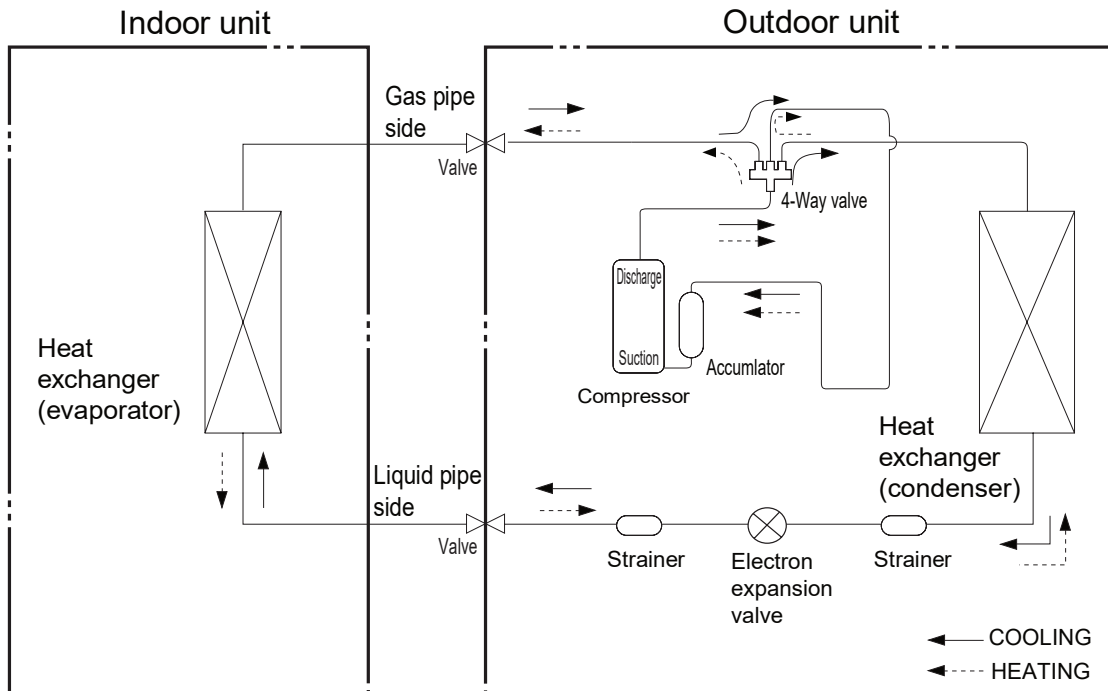 Indoor unit
Outdoor unit
Gas pipe
side
Valve
4-Way valve
Discharge
Suction
Accumlator
Compressor
Heat
exchanger
(evaporator)
Heat
exchanger
(condenser)
Liquid pipe
side
Valve
Strainer
Electron
expansion
valve
Strainer
COOLING
HEATING